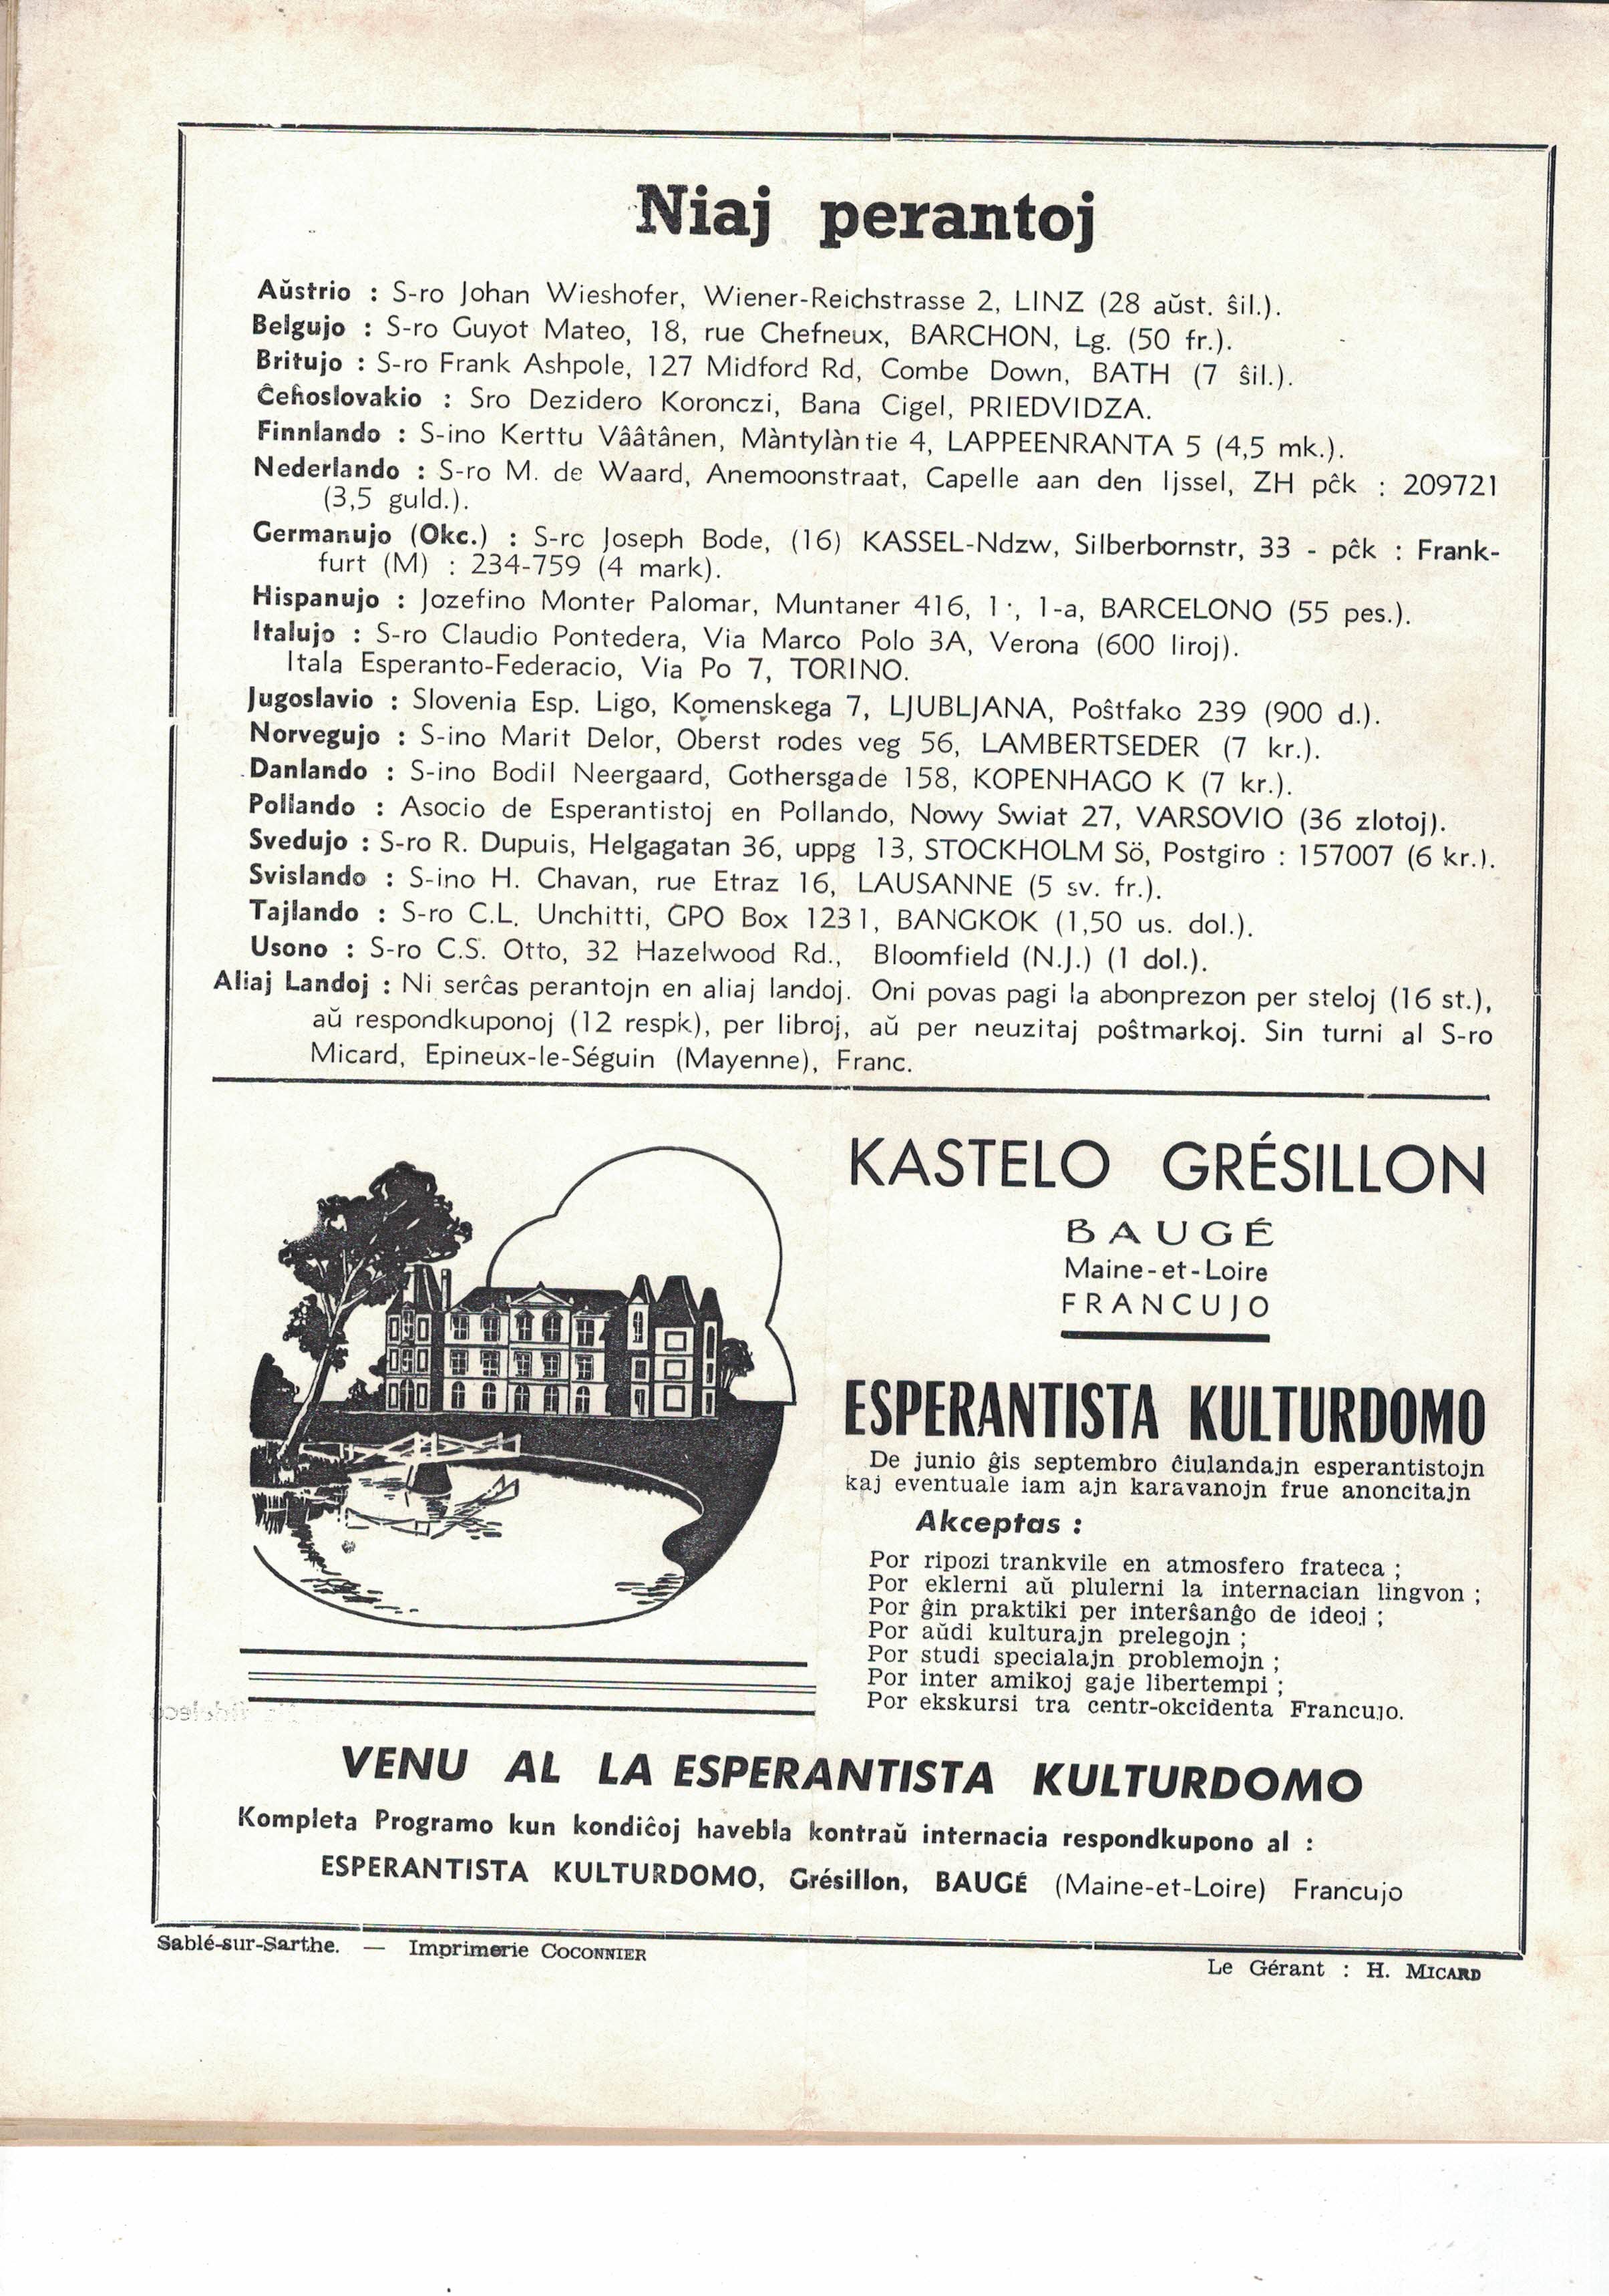 Niaj perantoj
Aŭstrio : S-ro Johan Wieshofer, Wiener-Reichstrasse 2, LINZ (28 aŭst. ŝil.).
Belgujo : S-ro Guyot Mateo, 18, rue Chefneux, BARCHON, Lg. (50 fr.).
Britujo : S-ro Frank Ashpole, 127 Midford Rd, Combe Down, BATH (7 ŝil.).
Ĉeĥoslovakio : Sro Dezidero Koronczi, Bana Cigel, PRIEDVIDZA.
Finnlando : S-ino Kerttu Vââtânen, Màntylàntie 4, LAPPEENRANTA 5 (4,5 mk.).
Nederlando : S-ro M. de Waard, Anemoonstraat, Capelle aan den Ijssel, ZH pĉk : 209721
(3,5 guld.).
Germanujo (Okc.) : S-rc Joseph Bode, (16) KASSEL-Ndzw, Silberbornstr, 33 - pĉk : Frank-
furt (M) : 234-759 (4 mark).
Hispanujo : Jozefino Monter Palomar, Muntaner 416, 1·, 1-a, BARCELONO (55 pes.).
Italujo : S-ro Claudio Pontedera, Via Marco Polo 3A, Verona (600 liroj).
Itala Esperanto-Federacio, Via Po 7, TORINO.
Jugoslavio : Slovenia Esp. Ligo, Komenskega 7, LJUBLJANA, Poŝtfako 239 (900 d.).
Norvegujo : S-ino Marit Delor, Oberst rodes veg 56, LAMBERTSEDER (7 kr.).
Danlando : S-ino Bodil Neergaard, Gothersgade 158, KOPENHAGO K (7 kr.).
Pollando : Asocio de Esperantistoj en Pollando, Nowy Swiat 27, VARSOVIO (36 zlotoj).
Svedujo : S-ro R. Dupuis, Helgagatan 36, uppg 13, STOCKHOLM Sö, Postgiro : 157007 (6 kr.).
Svislando : S-ino H. Chavan, rue Etraz 16, LAUSANNE (5 sv. fr.).
Tajlando : S-ro C.L. Unchitti, GPO Box 1231, BANGKOK (1,50 us. dol.).
Usono : S-ro C.S. Otto, 32 Hazelwood Rd., Bloomfield (N.J.) (1 dol.).
Aliaj Landoj : Ni serĉas perantojn en aliaj landoj. Oni povas pagi la abonprezon per steloj (16 st.),
aŭ respondkuponoj (12 respk), per libroj, aŭ per neuzitaj poŝtmarkoj. Sin turni al S-ro
Micard, Epineux-le-Séguin (Mayenne), Franc.
KASTELO GRÉSILLON
BAUGÉ
Maine-et-Loire
FRANCUJO
ESPERANTISTA KULTURDOMO
De junio ĝis septembro ĉiulandajn esperantistojn
kaj eventuale iam ajn karavanojn frue anoncitajn
Akceptas :
Por ripozi trankvile en atmosfero frateca ;
Por eklerni aŭ plulerni la internacian lingvon ;
Por ĝin praktiki per interŝanĝo de ideoj ;
Por aŭdi kulturajn prelegojn ;
Por studi specialajn problemojn ;
Por inter amikoj gaje libertempi ;
Por ekskursi tra centr-okcidenta Francujo.
VENU AL LA ESPERANTISTA KULTURDOMO
Kompleta Programo kun kondiĉoj havebla kontraŭ internacia respondkupono al :
ESPERANTISTA KULTURDOMO, Grésillon, BAUGÉ (Maine-et-Loire) Francujo
Sablé-sur-Sarthe. — Imprimerie COCONNIER
Le Gérant : H. MICARD